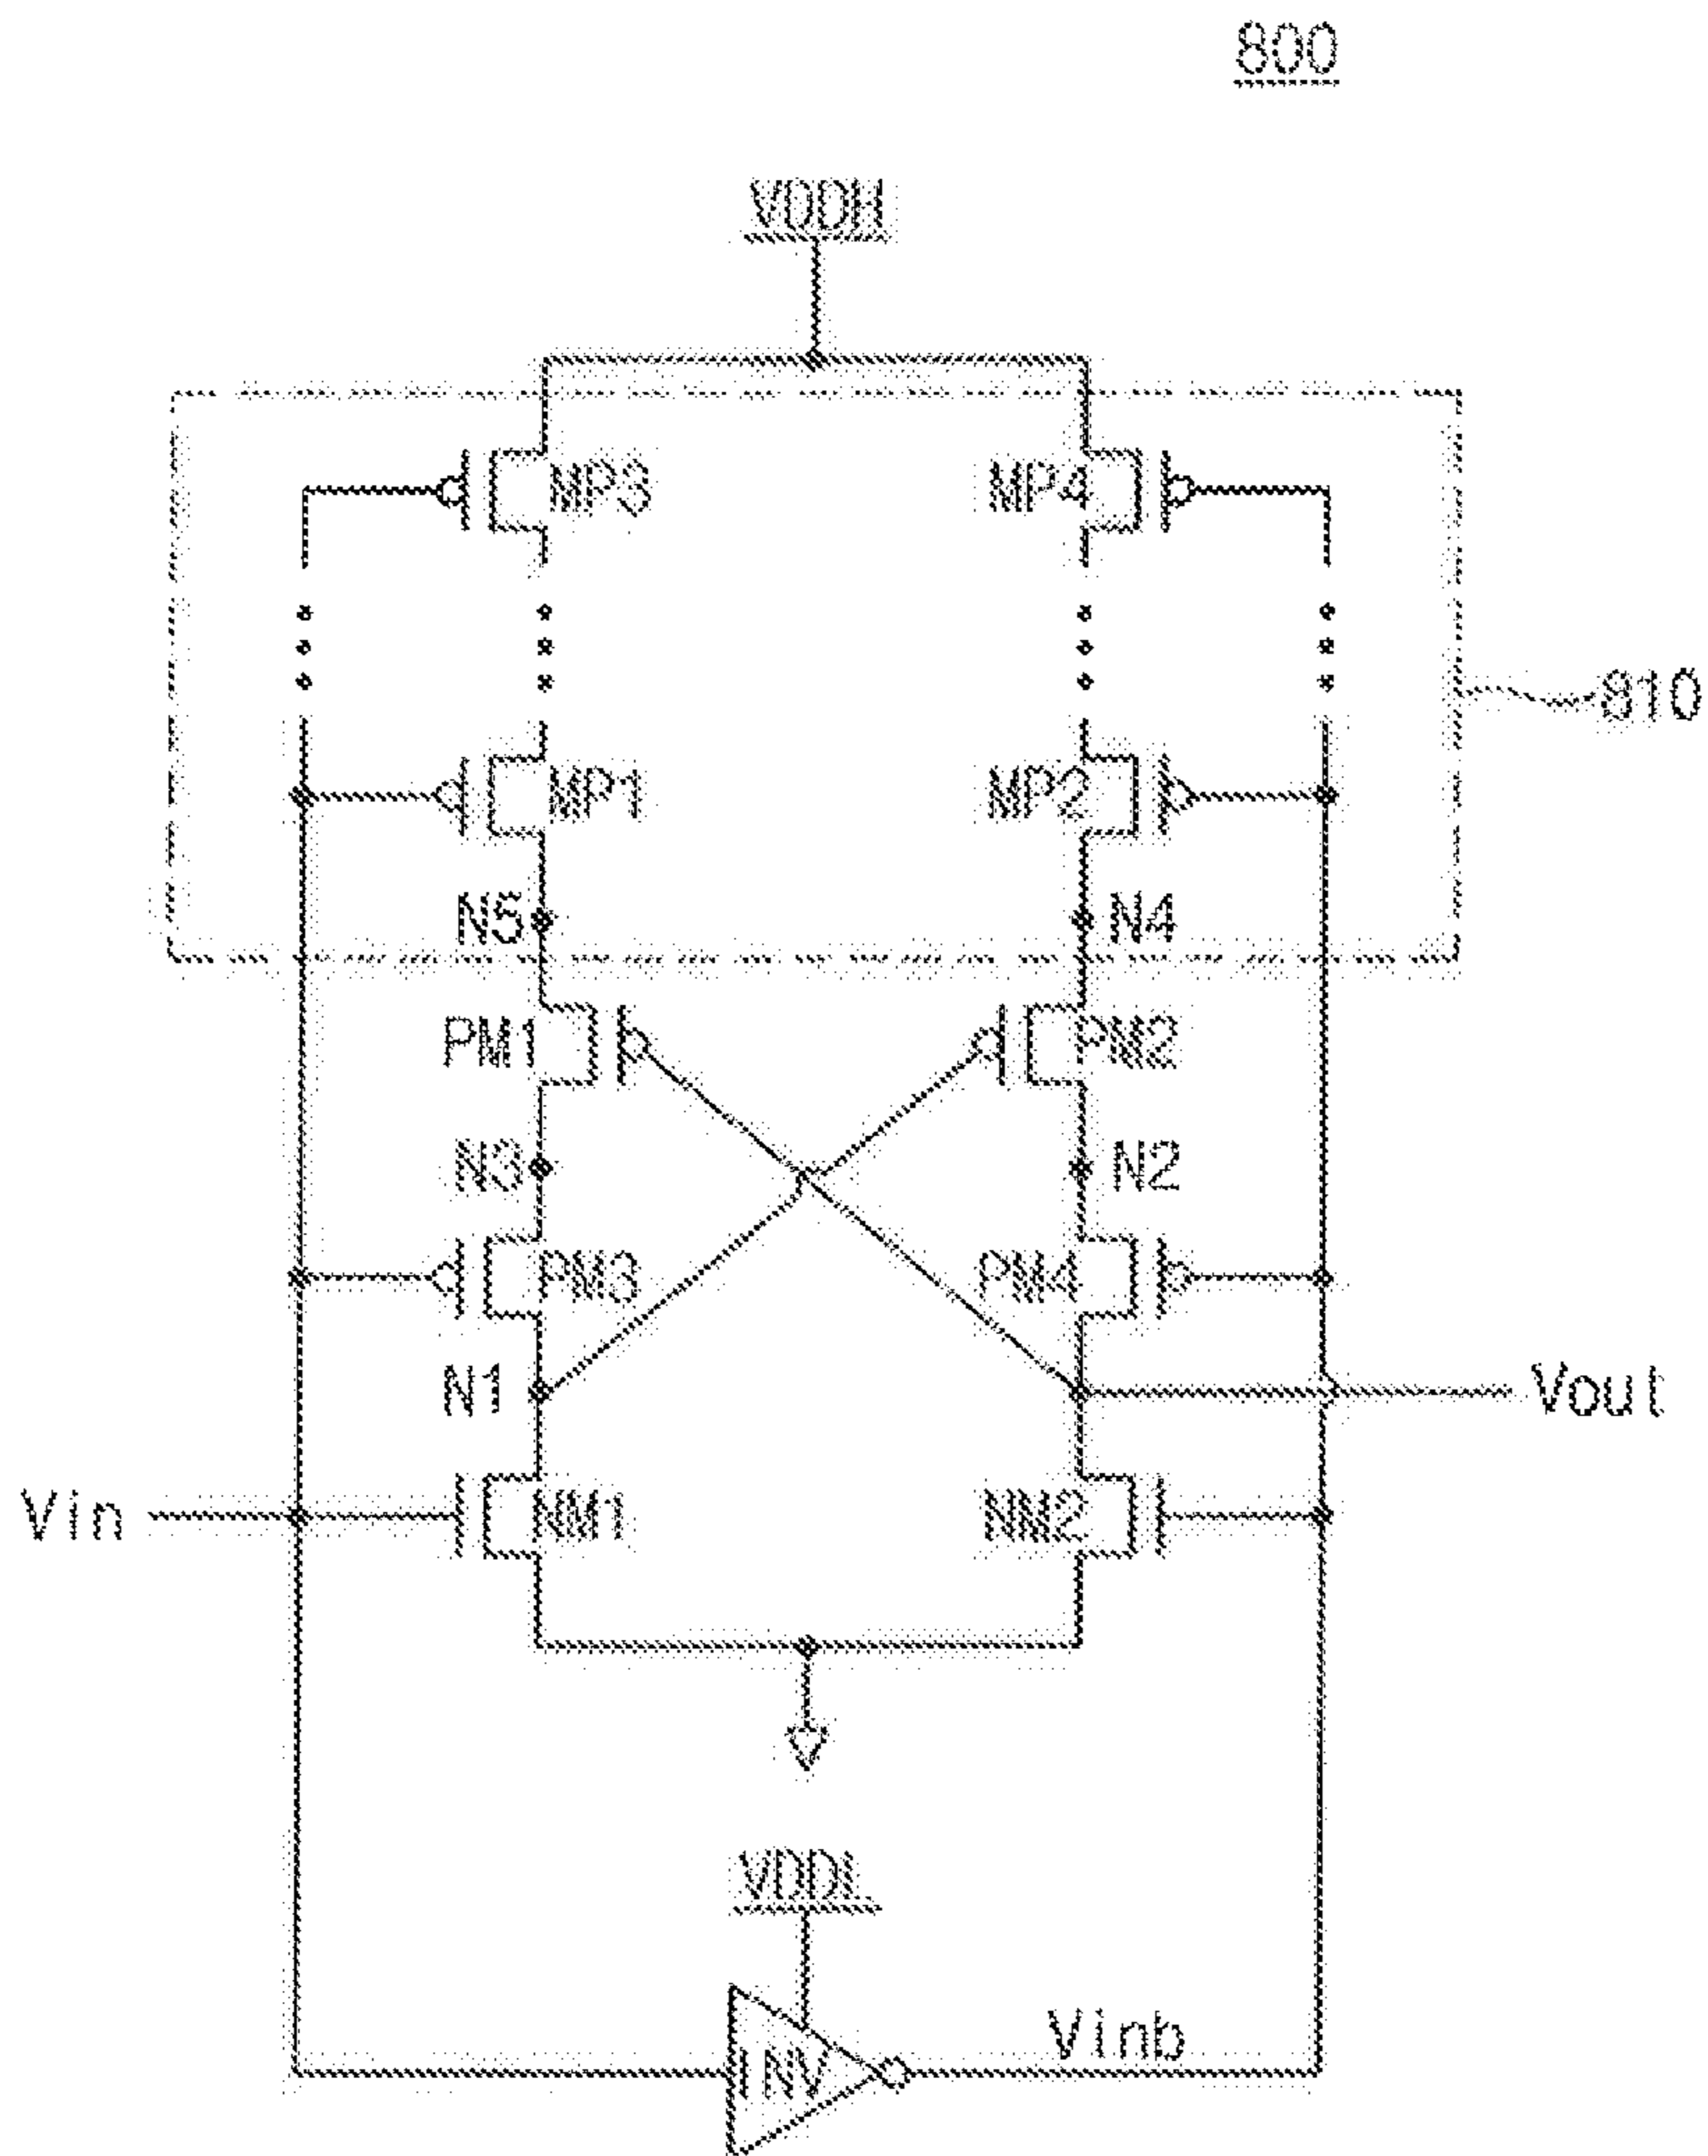 800
VDDH
MP3 MP4
810
MP1 MP2
N5 N4
PM1 PM2
N3 N2
PM3 PM4
N1
Vout
Vin NM1 NM2
VDDL
Vinb
INV